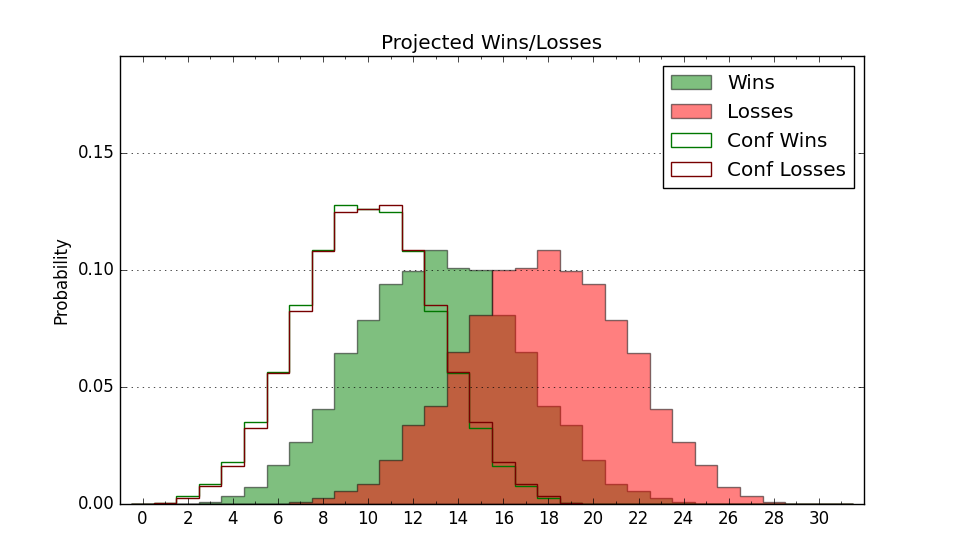 Projected Wins/Losses
Wins
Losses
Conf Wins
Conf Losses
Probability
0.15
0.10
0.05
0.00
0 2 4 6 8 10 12 14 16 18 20 22 24 26 28 30